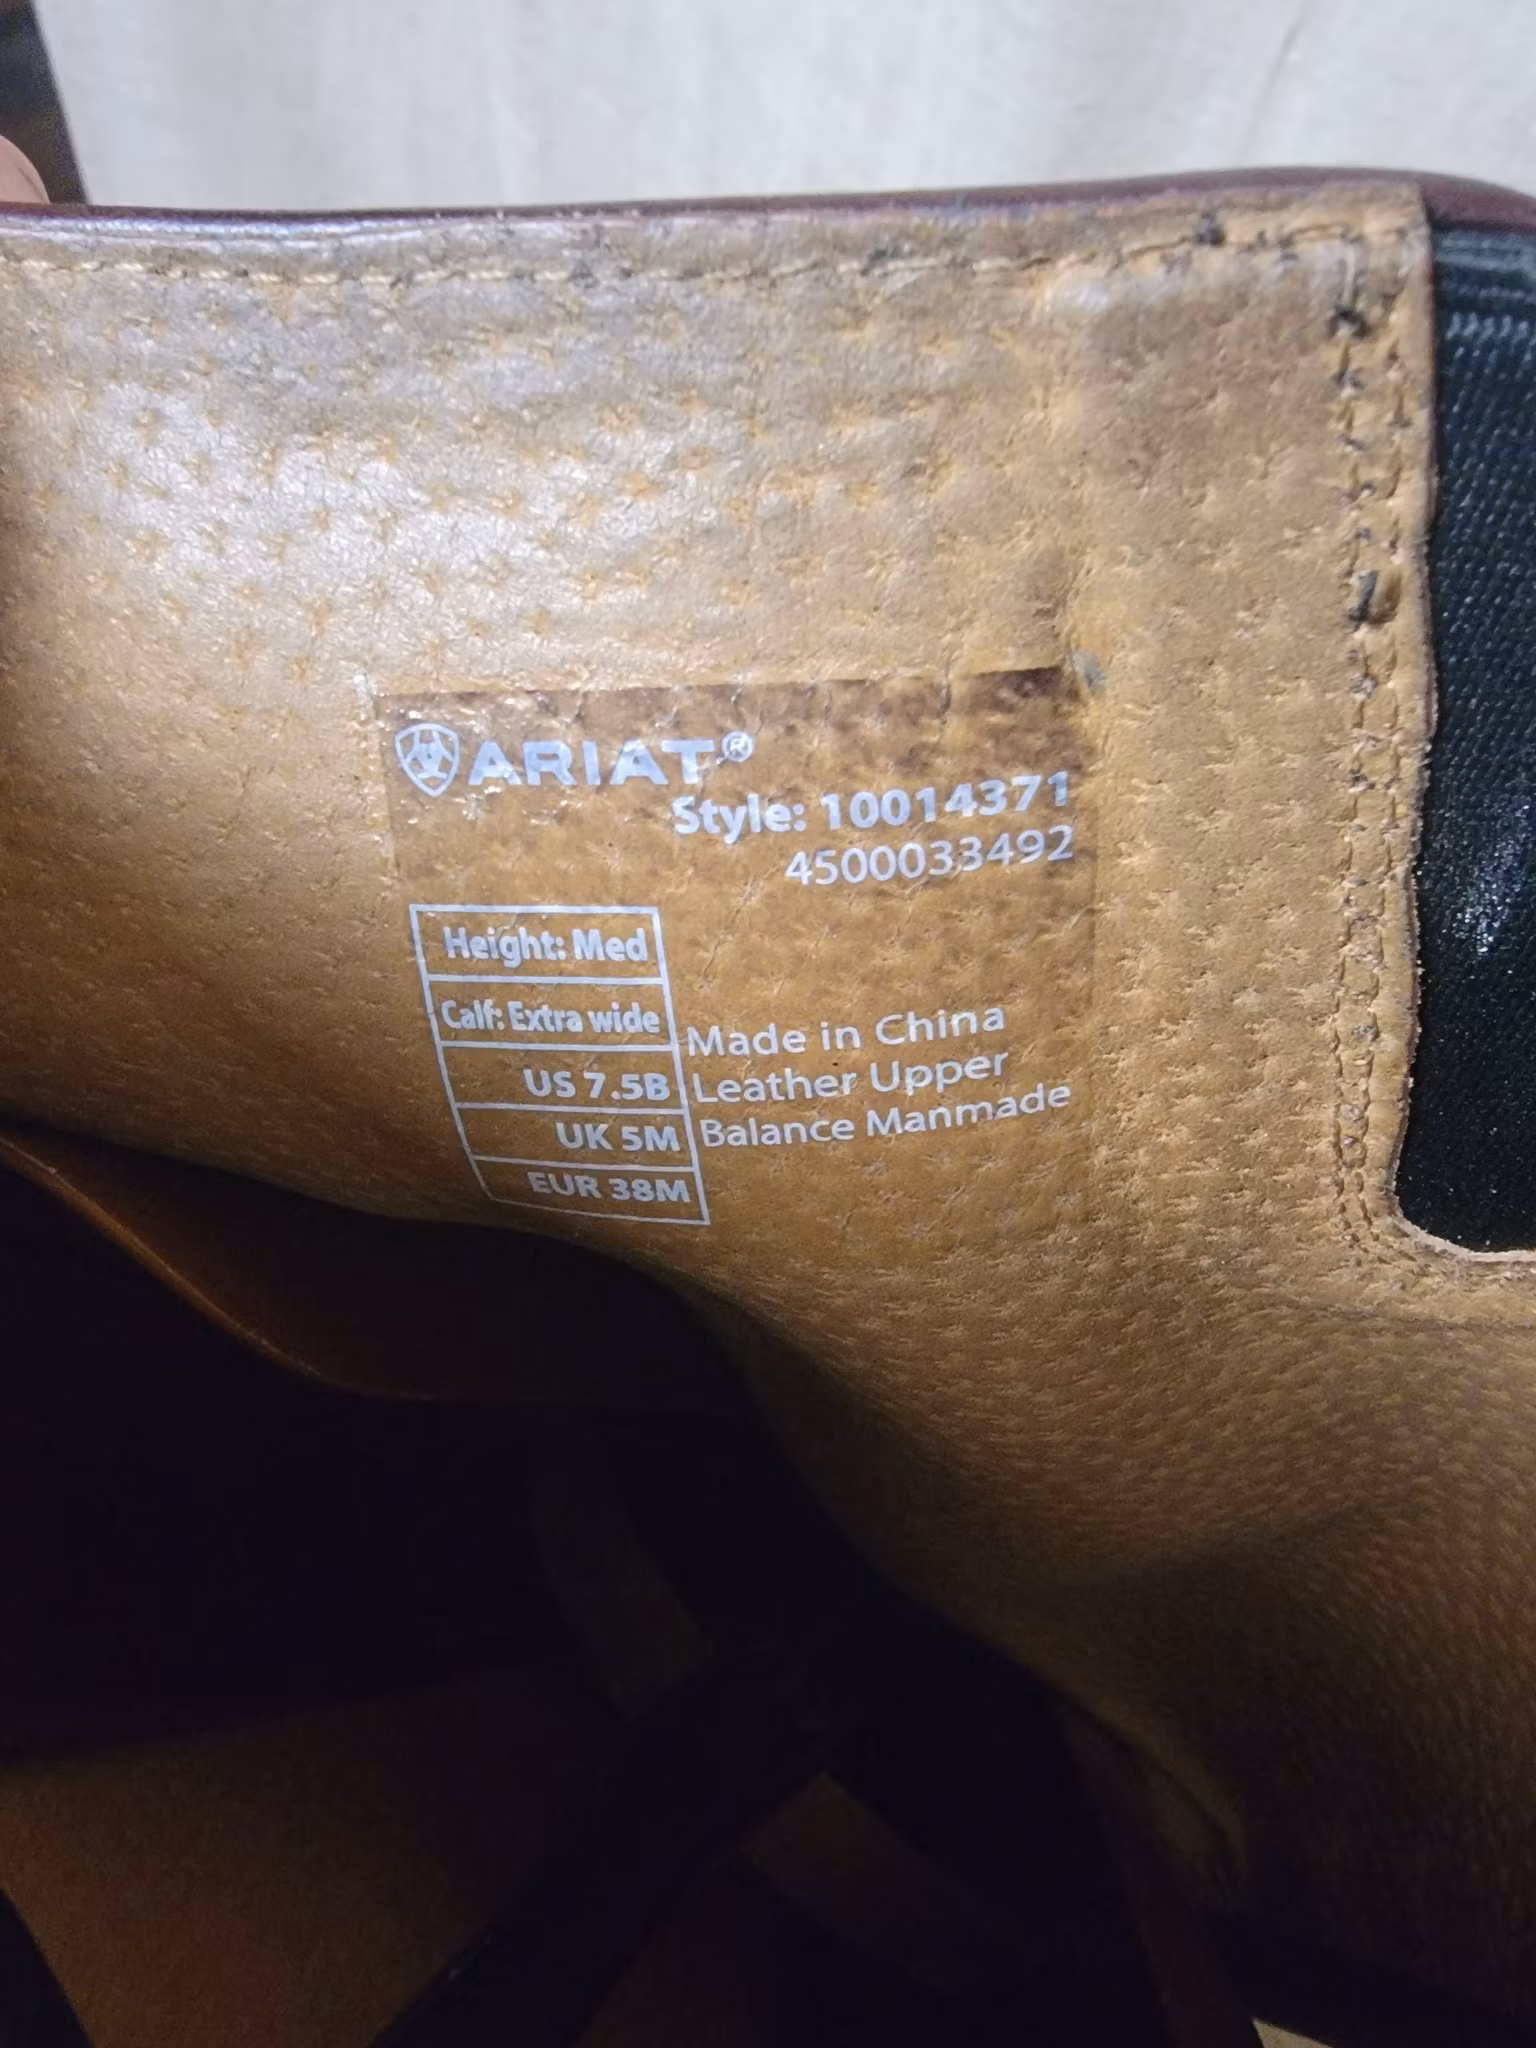 ARIAT®
Style: 10014371
4500033492
Height: Med
Calf: Extra wide
US 7.5B
UK 5M
EUR 38M
Made in China
Leather Upper
Balance Manmade